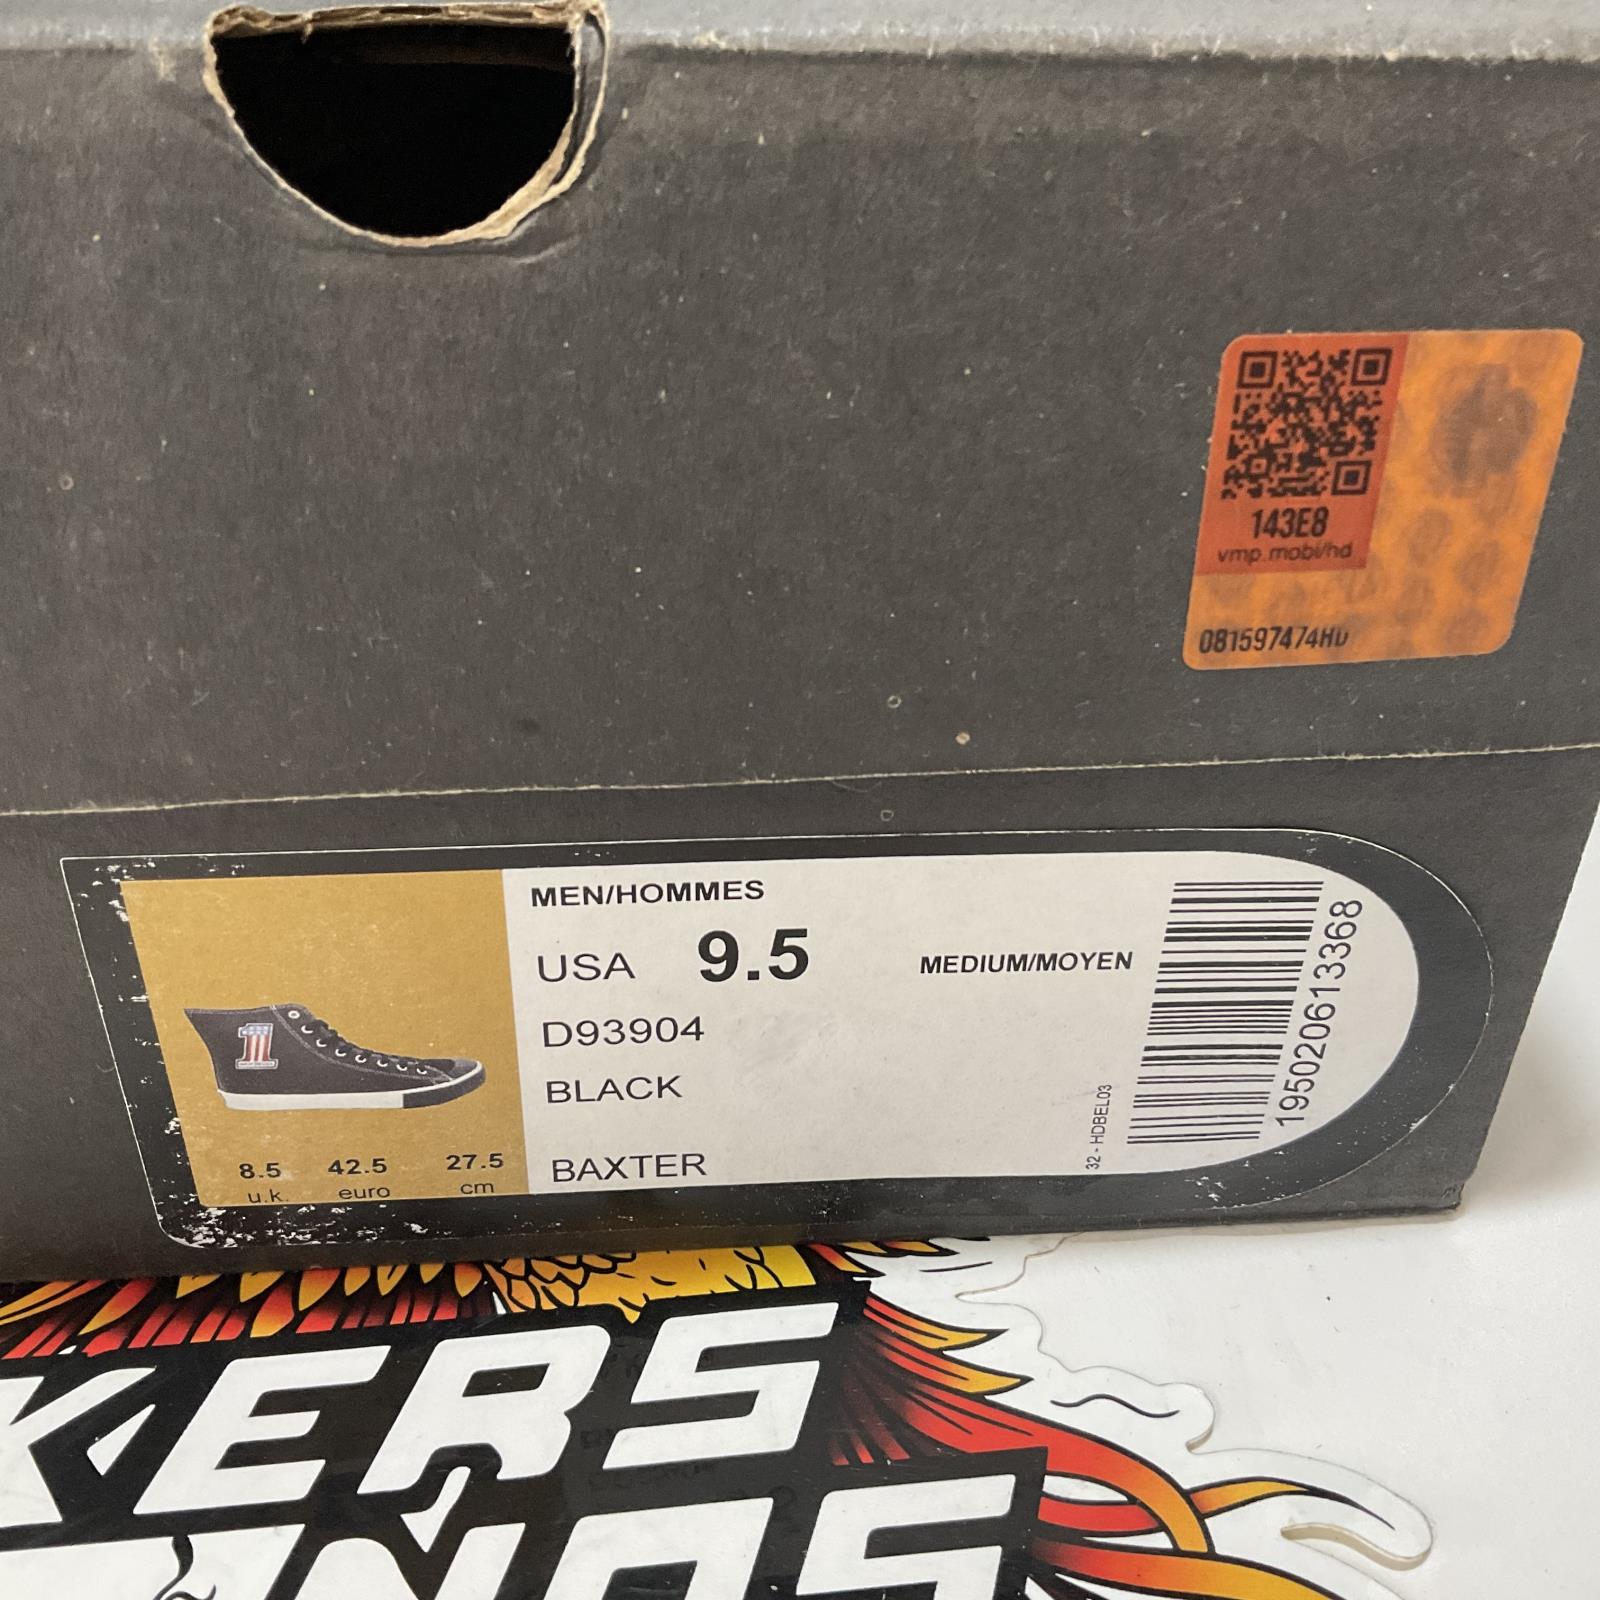 143E8
vmp.mobi/hd
081597474HD
MEN/HOMMES
USA 9.5 MEDIUM/MOYEN
D93904
BLACK
BAXTER
8.5 42.5 27.5
u.k. euro cm
32 - HDBEL03
195020613368
KERS